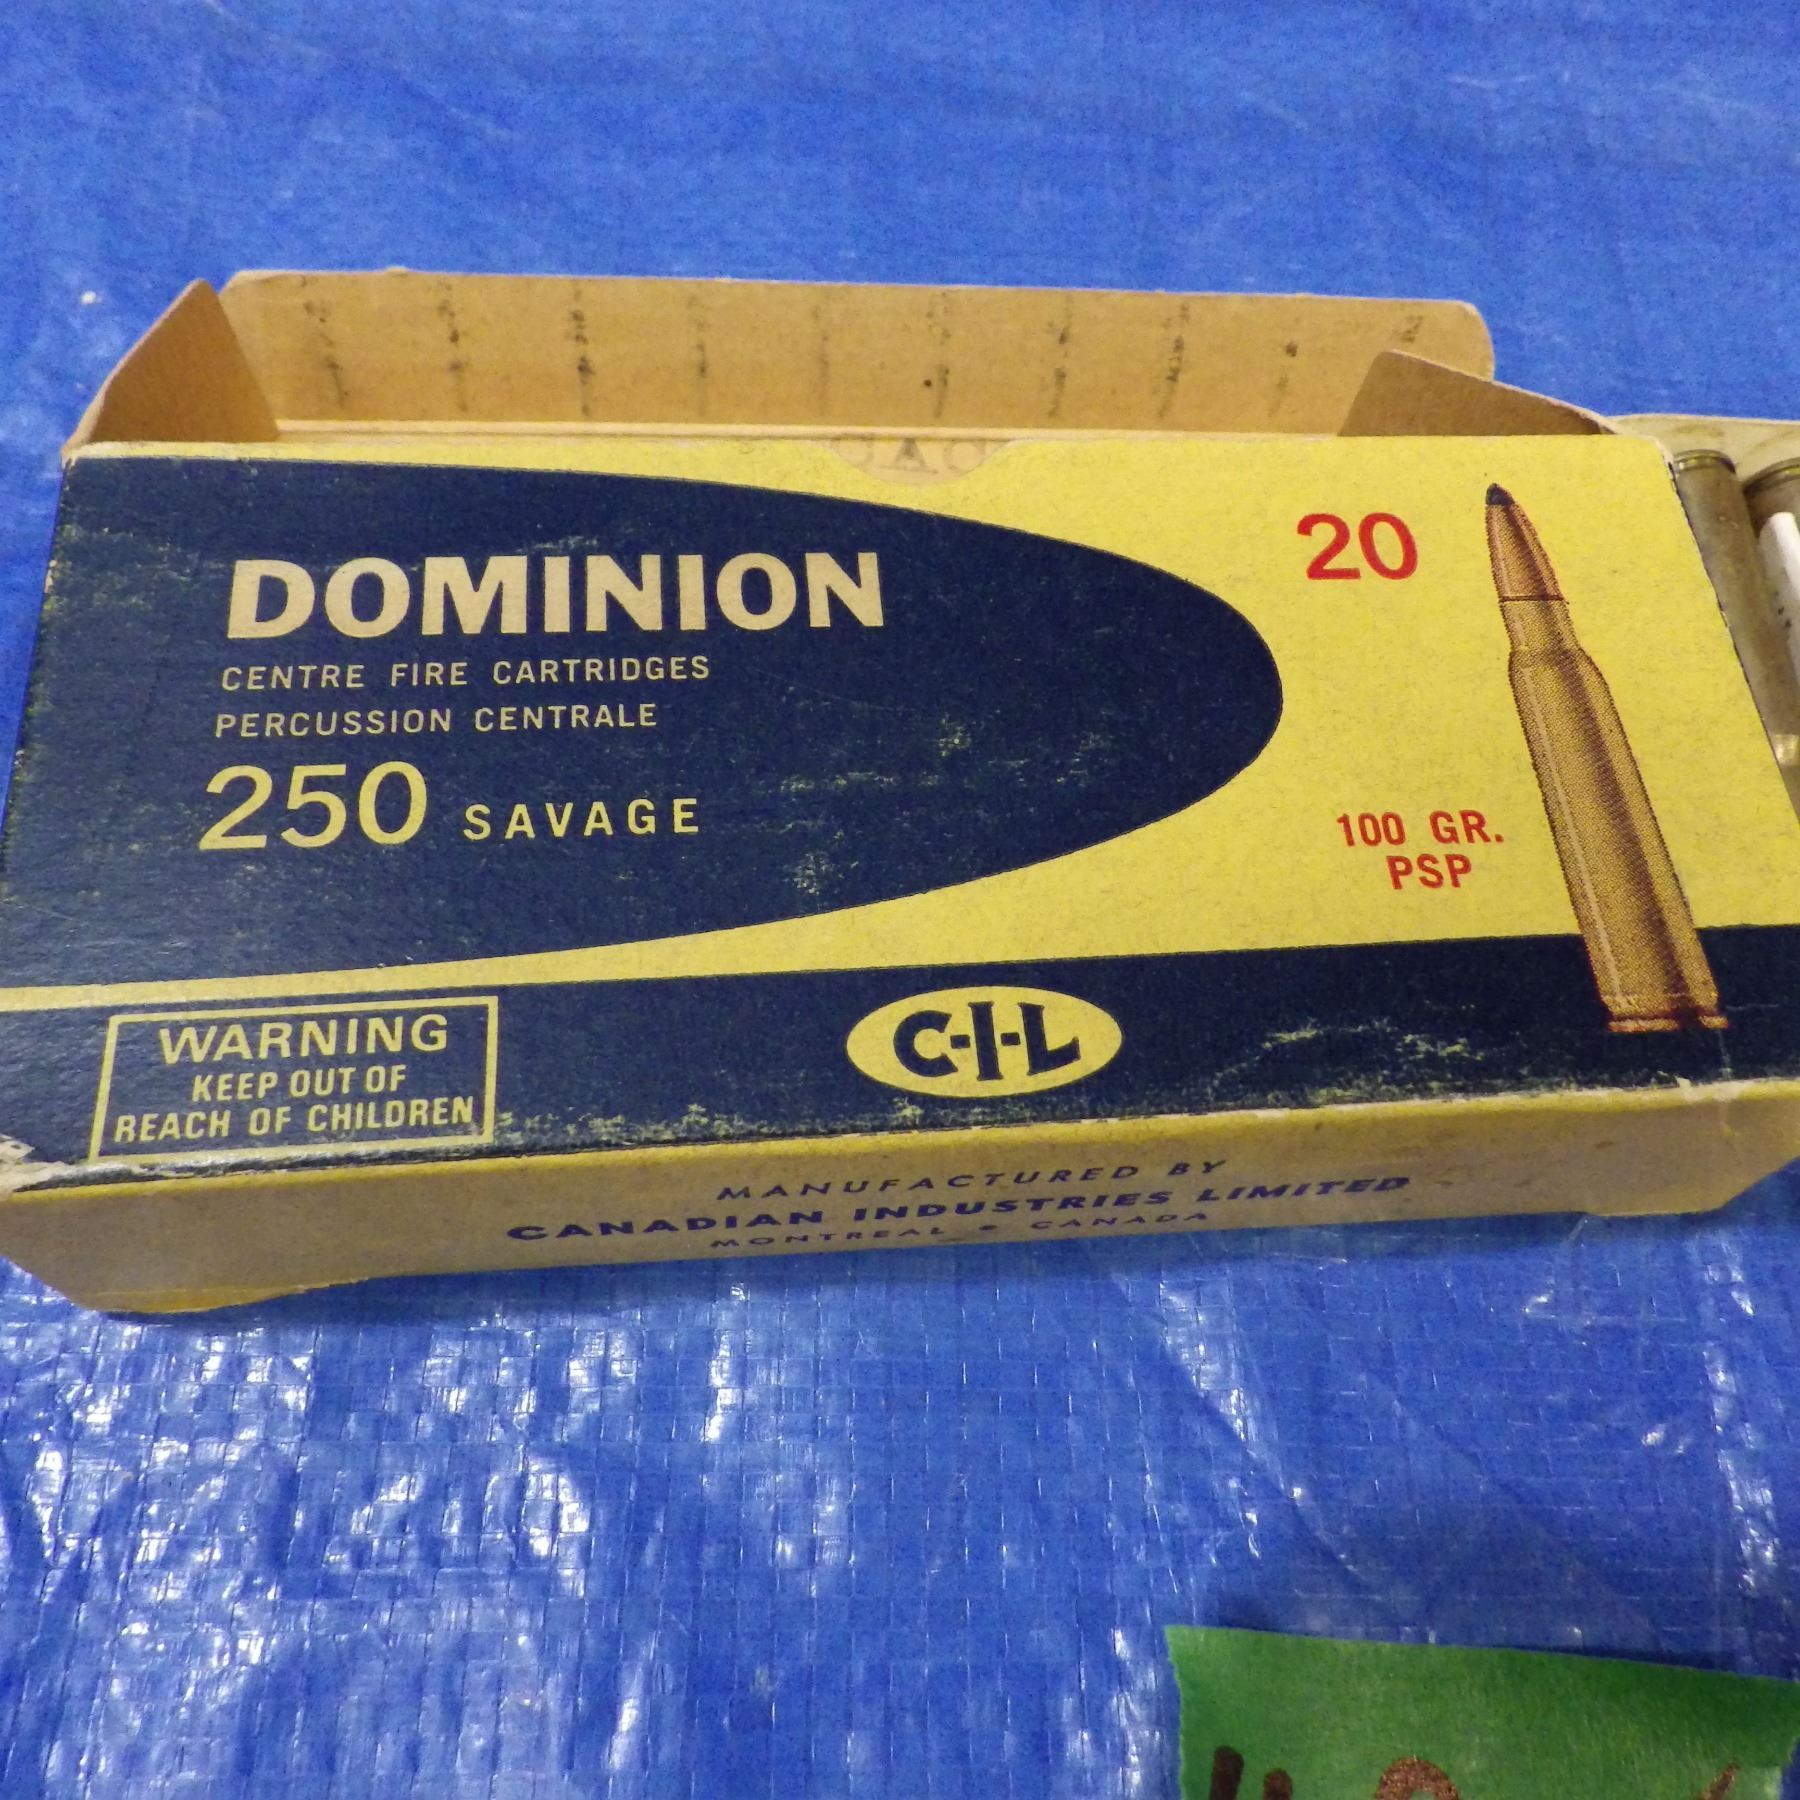 DOMINION
CENTRE FIRE CARTRIDGES
PERCUSSION CENTRALE
250 SAVAGE
20
100 GR.
PSP
WARNING
KEEP OUT OF
REACH OF CHILDREN
C-I-L
MANUFACTURED BY
CANADIAN INDUSTRIES LIMITED
MONTREAL • CANADA